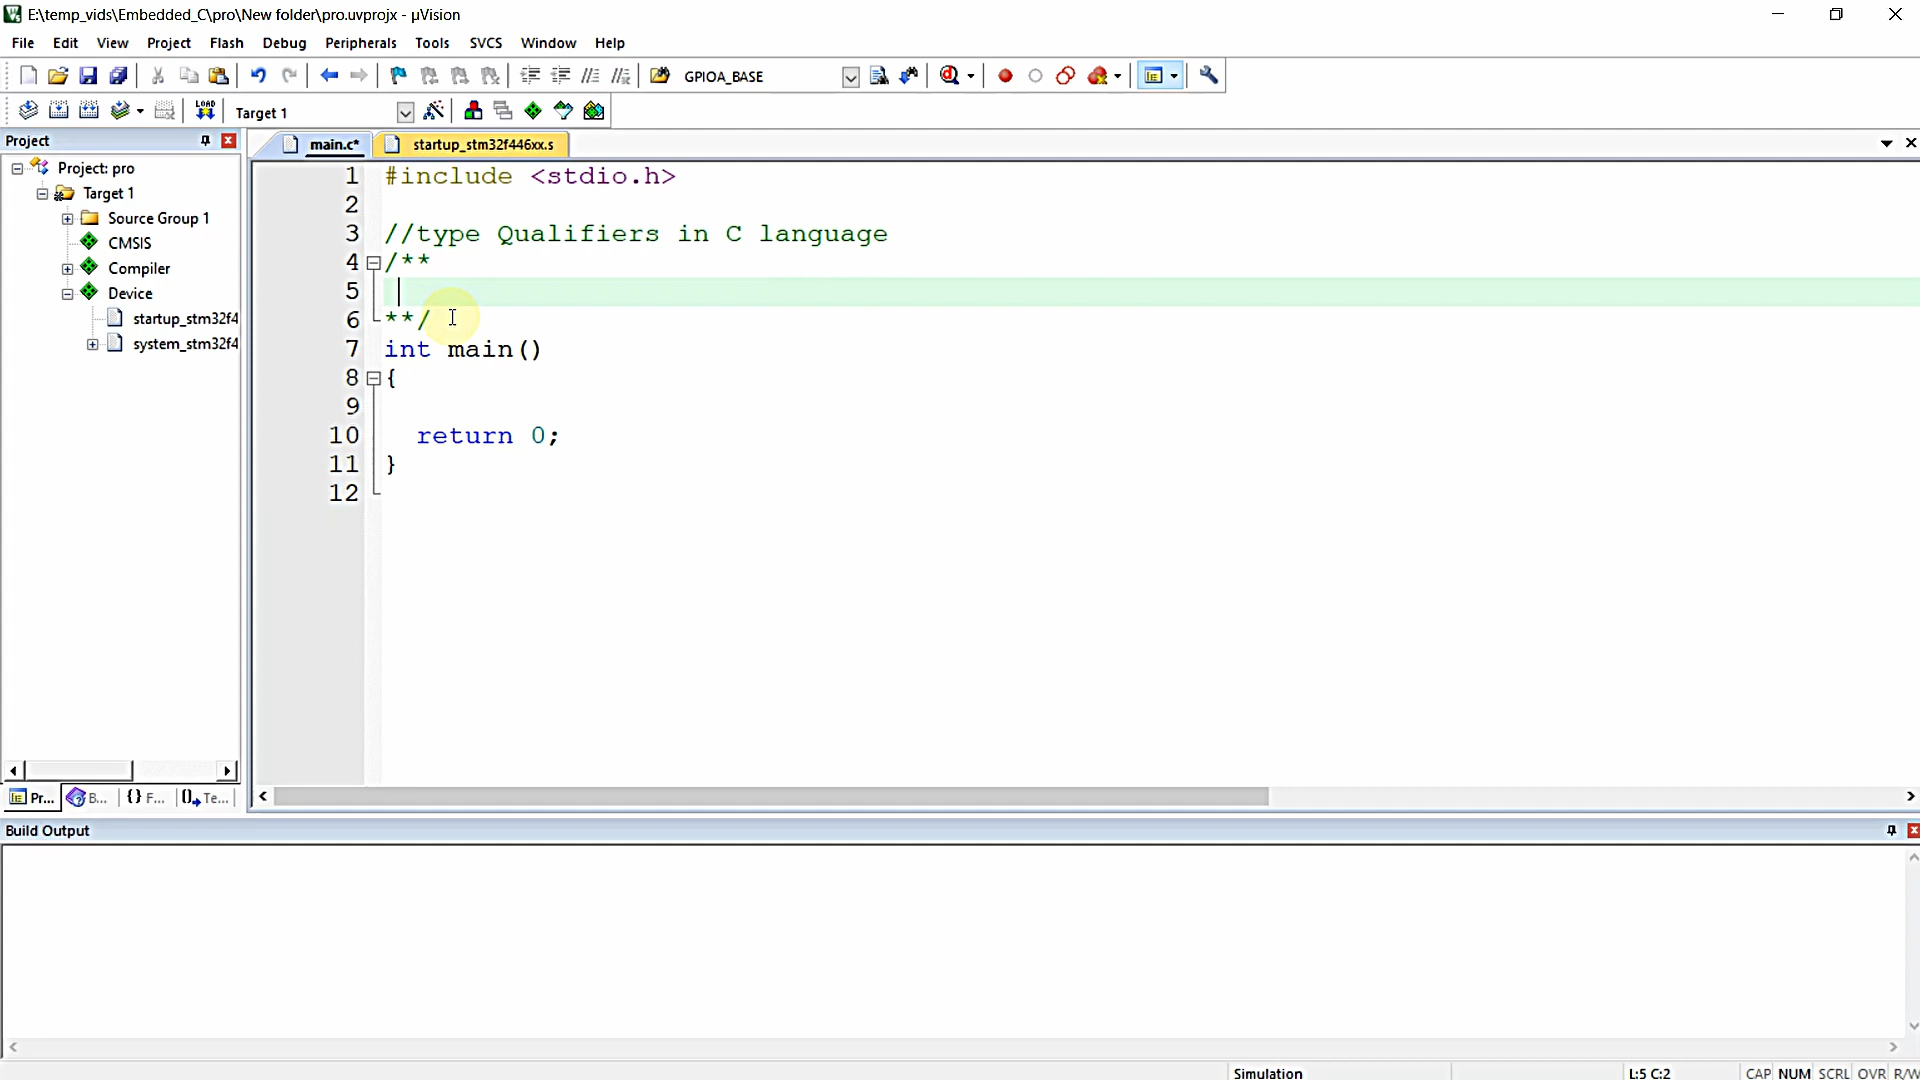 E:\temp_vids\Embedded_C\pro\New folder\pro.uvprojx - µVision
File Edit View Project Flash Debug Peripherals Tools SVCS Window Help
GPIOA_BASE
LOAD Target 1
Project
main.c*
startup_stm32f446xx.s
Project: pro
Target 1
Source Group 1
CMSIS
Compiler
Device
startup_stm32f4
system_stm32f4
1 #include <stdio.h>
2
3 //type Qualifiers in C language
4 /**
5
6 **/
7 int main()
8 {
9
10 return 0;
11 }
12
Pr... B... {} F... Te...
Build Output
Simulation L:5 C:2 CAP NUM SCRL OVR R/W